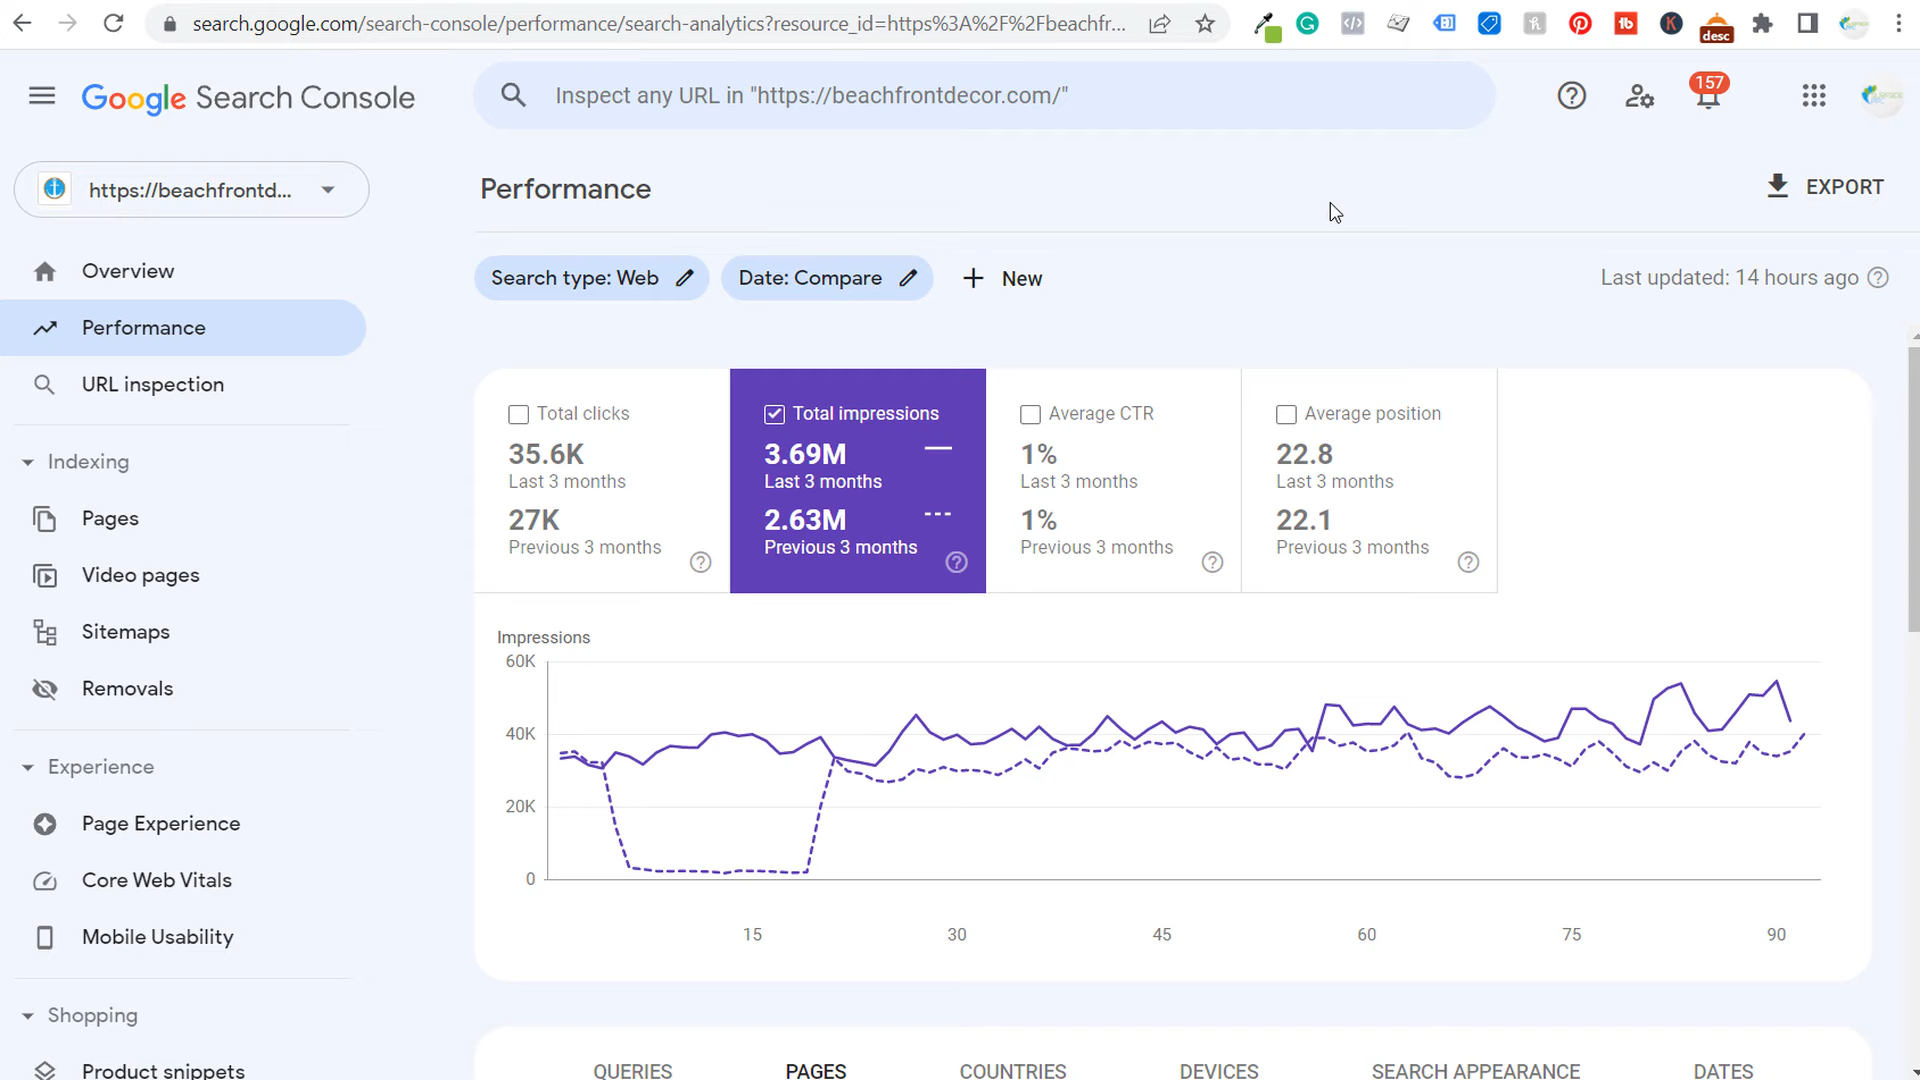 search.google.com/search-console/performance/search-analytics?resource_id=https%3A%2F%2Fbeachfr...
desc
Google Search Console
Inspect any URL in "https://beachfrontdecor.com/"
157
https://beachfrontd...
Performance
EXPORT
Overview
Performance
URL inspection
Search type: Web
Date: Compare
New
Last updated: 14 hours ago
Indexing
Pages
Video pages
Sitemaps
Removals
Experience
Page Experience
Core Web Vitals
Mobile Usability
Shopping
Product snippets
Total clicks
35.6K
Last 3 months
27K
Previous 3 months
Total impressions
3.69M
Last 3 months
2.63M
Previous 3 months
Average CTR
1%
Last 3 months
1%
Previous 3 months
Average position
22.8
Last 3 months
22.1
Previous 3 months
Impressions
60K
40K
20K
0
15 30 45 60 75 90
QUERIES PAGES COUNTRIES DEVICES SEARCH APPEARANCE DATES